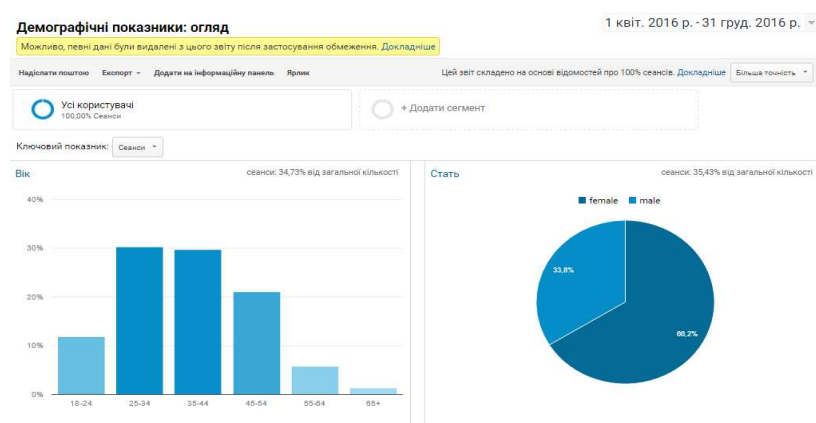 Демографічні показники: огляд
1 квіт. 2016 р. - 31 груд. 2016 р.
Можливо, певні дані були видалені з цього звіту після застосування обмеження. Докладніше
Надіслати поштою Експорт Додати на інформаційну панель Ярлик
Цей звіт складено на основі відомостей про 100% сеансів. Докладніше Більша точність
Усі користувачі
100,00% Сеанси
+ Додати сегмент
Ключовий показник: Сеанси
Вік
сеанси: 34,73% від загальної кількості
40%
30%
20%
10%
0%
18-24 25-34 35-44 45-54 55-64 65+
Стать
сеанси: 35,43% від загальної кількості
female male
33,8%
66,2%